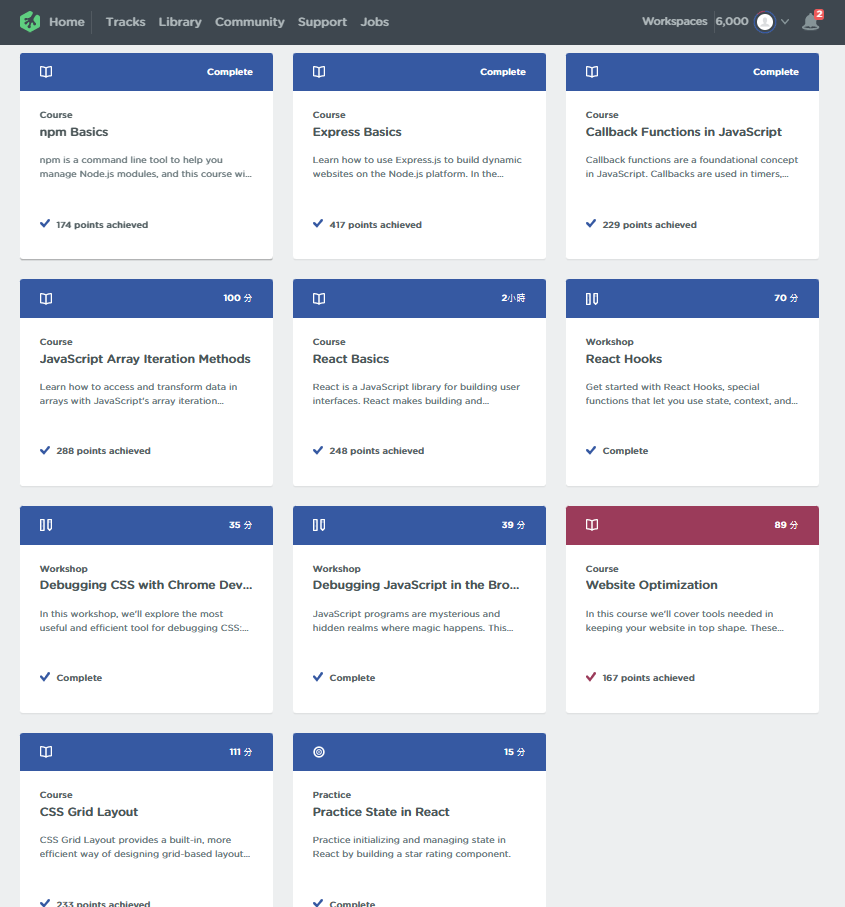 Home Tracks Library Community Support Jobs Workspaces 6,000 2
Complete
Course
npm Basics
npm is a command line tool to help you
manage Node.js modules, and this course wi...
174 points achieved
Complete
Course
Express Basics
Learn how to use Express.js to build dynamic
websites on the Node.js platform. In the...
417 points achieved
Complete
Course
Callback Functions in JavaScript
Callback functions are a foundational concept
in JavaScript. Callbacks are used in timers,...
229 points achieved
100 分
Course
JavaScript Array Iteration Methods
Learn how to access and transform data in
arrays with JavaScript's array iteration...
288 points achieved
2小時
Course
React Basics
React is a JavaScript library for building user
interfaces. React makes building and...
248 points achieved
70 分
Workshop
React Hooks
Get started with React Hooks, special
functions that let you use state, context, and...
Complete
35 分
Workshop
Debugging CSS with Chrome Dev...
In this workshop, we'll explore the most
useful and efficient tool for debugging CSS:...
Complete
39 分
Workshop
Debugging JavaScript in the Bro...
JavaScript programs are mysterious and
hidden realms where magic happens. This...
Complete
89 分
Course
Website Optimization
In this course we'll cover tools needed in
keeping your website in top shape. These...
167 points achieved
111 分
Course
CSS Grid Layout
CSS Grid Layout provides a built-in, more
efficient way of designing grid-based layout...
233 points achieved
15 分
Practice
Practice State in React
Practice initializing and managing state in
React by building a star rating component.
Complete